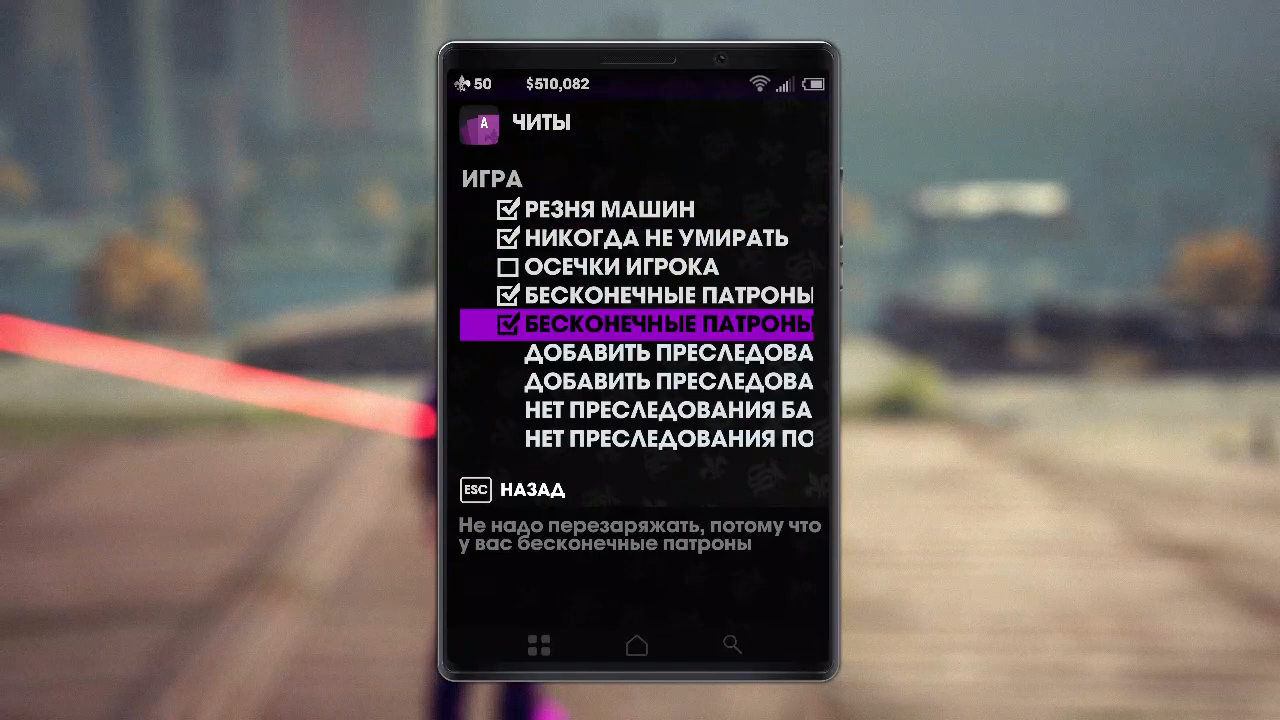 50 $510,082
A ЧИТЫ
ИГРА
РЕЗНЯ МАШИН
НИКОГДА НЕ УМИРАТЬ
ОСЕЧКИ ИГРОКА
БЕСКОНЕЧНЫЕ ПАТРОНЫ
БЕСКОНЕЧНЫЕ ПАТРОНЫ
ДОБАВИТЬ ПРЕСЛЕДОВА
ДОБАВИТЬ ПРЕСЛЕДОВА
НЕТ ПРЕСЛЕДОВАНИЯ БА
НЕТ ПРЕСЛЕДОВАНИЯ ПО
ESC НАЗАД
Не надо перезаряжать, потому что
у вас бесконечные патроны